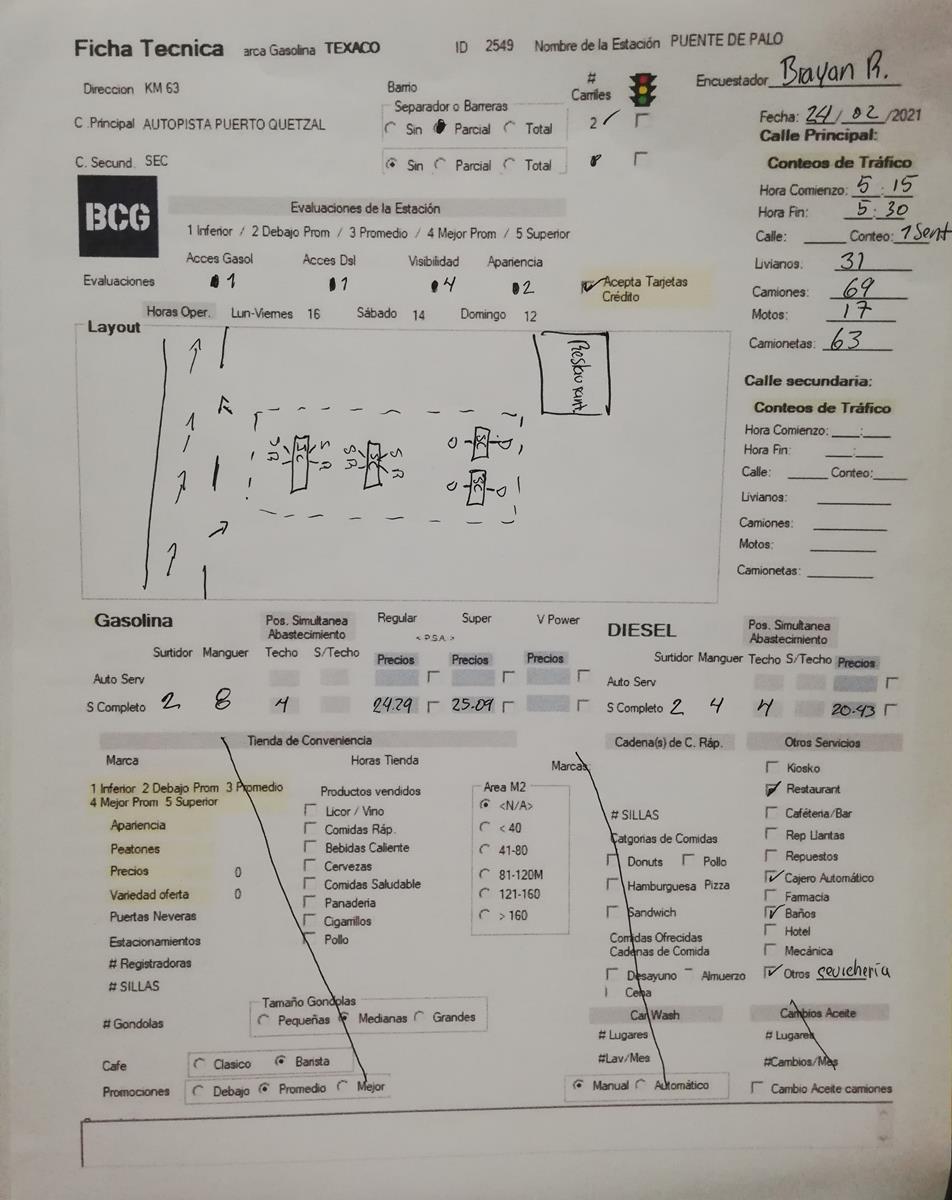 Ficha Tecnica arca Gasolina TEXACO ID 2549 Nombre de la Estación PUENTE DE PALO
Direccion KM 63 Barrio # Carriles Encuestador Brayan R.
Separador o Barreras
C .Principal AUTOPISTA PUERTO QUETZAL Sin Parcial Total 2
Fecha: 24/02/2021
Calle Principal:
C. Secund. SEC Sin Parcial Total
Conteos de Tráfico
Hora Comienzo: 5:15
Hora Fin: 5:30
Calle: Conteo: 1 Sent
Livianos: 31
Camiones: 69
Motos: 17
Camionetas: 63
BCG
Evaluaciones de la Estación
1 Inferior / 2 Debajo Prom / 3 Promedio / 4 Mejor Prom / 5 Superior
Acces Gasol Acces Dsl Visibilidad Apariencia
Evaluaciones 1 1 4 2 Acepta Tarjetas Crédito
Horas Oper. Lun-Viernes 16 Sábado 14 Domingo 12
Layout
Restaurant
S R SC S R
S R SC S R
D SC D
D SC D
Calle secundaria:
Conteos de Tráfico
Hora Comienzo: __:__
Hora Fin: __:__
Calle: Conteo:
Livianos:
Camiones:
Motos:
Camionetas:
Gasolina Pos. Simultanea Abastecimiento Regular Super V Power
< P.S.A. >
Surtidor Manguer Techo S/Techo Precios Precios Precios
Auto Serv
S Completo 2 8 4 24.29 25.09
DIESEL Pos. Simultanea Abastecimiento
Surtidor Manguer Techo S/Techo Precios
Auto Serv
S Completo 2 4 4 20.43
Tienda de Conveniencia
Marca Horas Tienda Marcas:
1 Inferior 2 Debajo Prom 3 Promedio
4 Mejor Prom 5 Superior
Apariencia
Peatones
Precios 0
Variedad oferta 0
Puertas Neveras
Estacionamientos
# Registradoras
# SILLAS
# Gondolas
Productos vendidos
Licor / Vino
Comidas Ráp.
Bebidas Caliente
Cervezas
Comidas Saludable
Panaderia
Cigarrillos
Pollo
Area M2
<N/A>
< 40
41-80
81-120M
121-160
> 160
Tamaño Gondolas
Pequeñas Medianas Grandes
Cafe Clasico Barista
Promociones Debajo Promedio Mejor
Cadena(s) de C. Ráp.
# SILLAS
Catgorias de Comidas
Donuts Pollo
Hamburguesa Pizza
Sandwich
Comidas Ofrecidas
Cadenas de Comida
Desayuno Almuerzo
Cena
Car Wash
# Lugares
#Lav/Mes
Manual Automático
Otros Servicios
Kiosko
Restaurant
Caféteria/Bar
Rep Llantas
Repuestos
Cajero Automático
Farmacia
Baños
Hotel
Mecánica
Otros sevicheria
Cambios Aceite
# Lugares
#Cambios/Mes
Cambio Aceite camiones